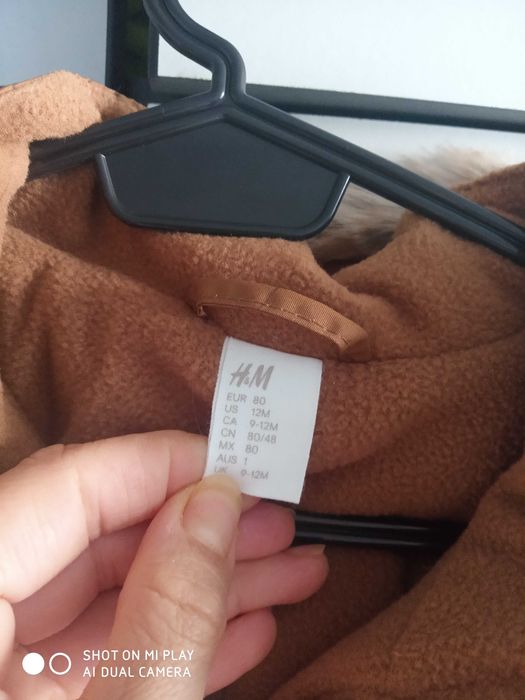 H&M
EUR 80
US 12M
CA 9-12M
CN 80/48
MX 80
AUS 1
UK 9-12M
SHOT ON MI PLAY
AI DUAL CAMERA